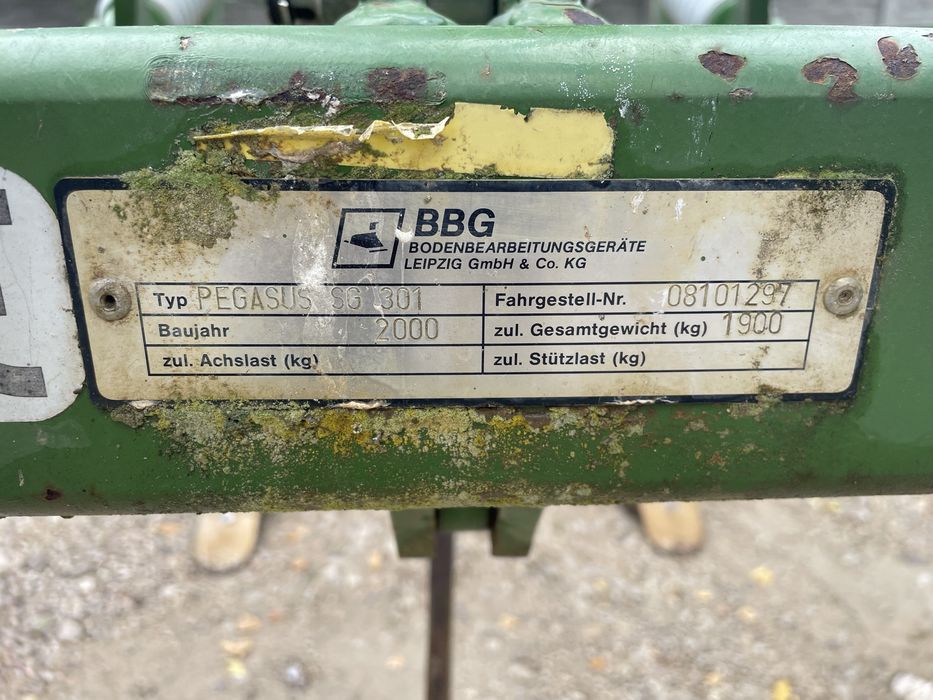 BBG
BODENBEARBEITUNGSGERÄTE
LEIPZIG GmbH & Co. KG
Typ PEGASUS SG 301 Fahrgestell-Nr. 08101297
Baujahr 2000 zul. Gesamtgewicht (kg) 1900
zul. Achslast (kg) zul. Stützlast (kg)